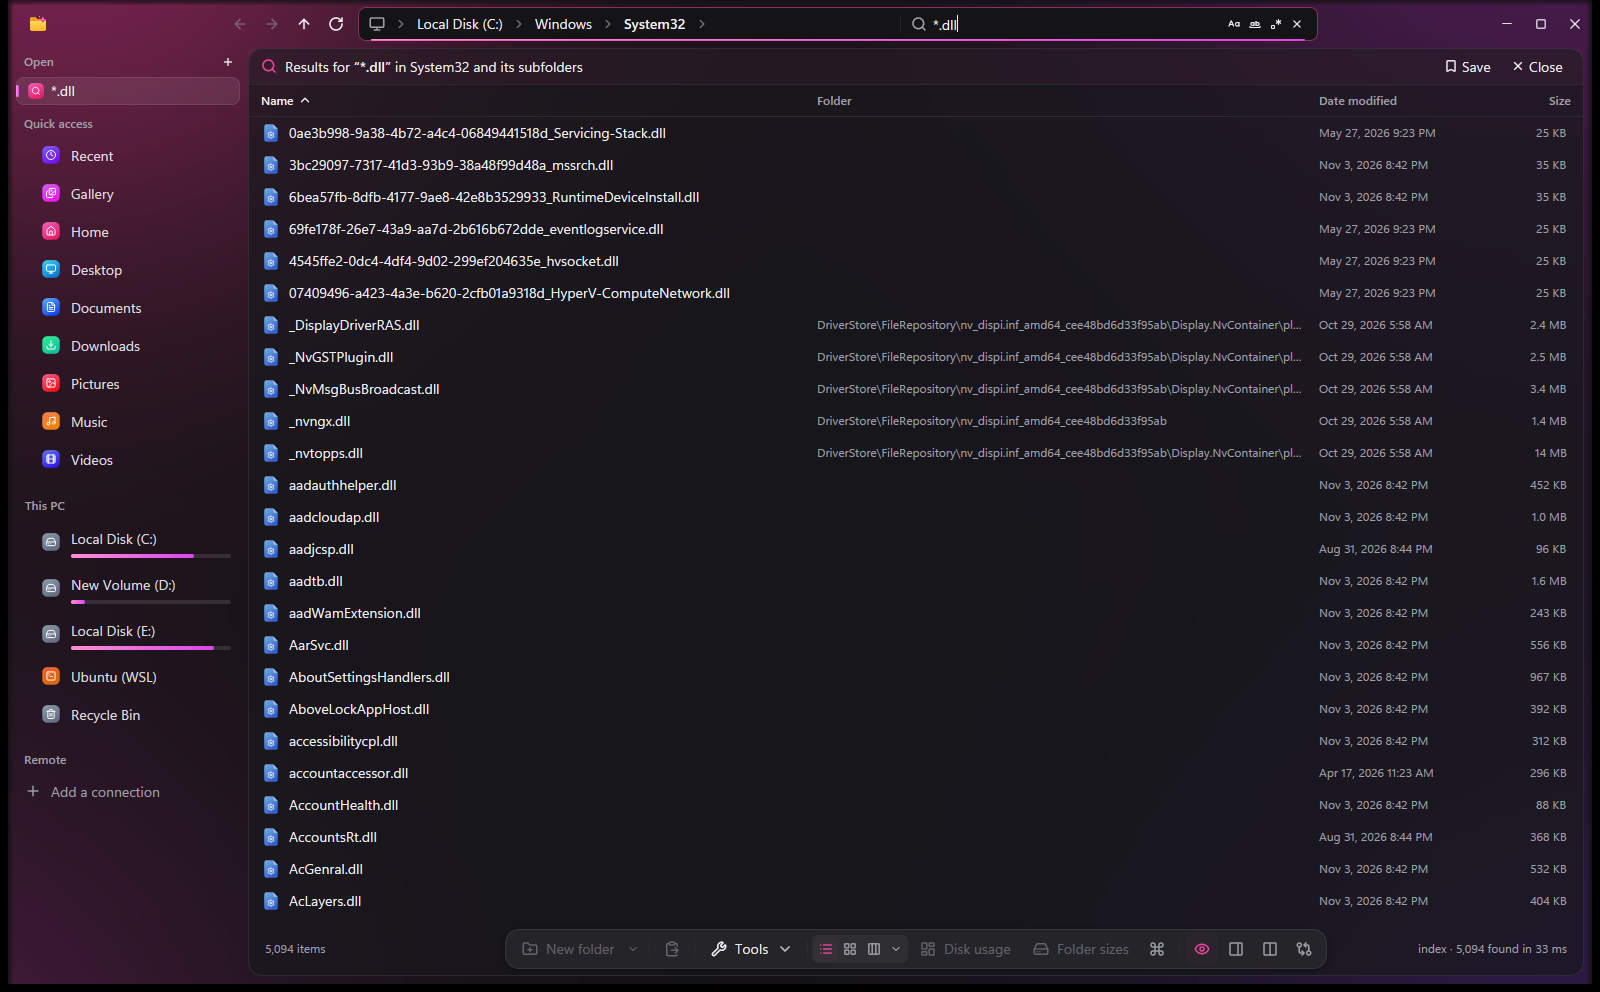 Local Disk (C:) Windows System32 *.dll Aa ab .*
Open
*.dll
Quick access
Recent
Gallery
Home
Desktop
Documents
Downloads
Pictures
Music
Videos
This PC
Local Disk (C:)
New Volume (D:)
Local Disk (E:)
Ubuntu (WSL)
Recycle Bin
Remote
Add a connection
Results for “*.dll” in System32 and its subfolders Save Close
Name Folder Date modified Size
0ae3b998-9a38-4b72-a4c4-06849441518d_Servicing-Stack.dll May 27, 2026 9:23 PM 25 KB
3bc29097-7317-41d3-93b9-38a48f99d48a_mssrch.dll Nov 3, 2026 8:42 PM 35 KB
6bea57fb-8dfb-4177-9ae8-42e8b3529933_RuntimeDeviceInstall.dll Nov 3, 2026 8:42 PM 35 KB
69fe178f-26e7-43a9-aa7d-2b616b672dde_eventlogservice.dll May 27, 2026 9:23 PM 25 KB
4545ffe2-0dc4-4df4-9d02-299ef204635e_hvsocket.dll May 27, 2026 9:23 PM 25 KB
07409496-a423-4a3e-b620-2cfb01a9318d_HyperV-ComputeNetwork.dll May 27, 2026 9:23 PM 25 KB
_DisplayDriverRAS.dll DriverStore\FileRepository\nv_dispi.inf_amd64_cee48bd6d33f95ab\Display.NvContainer\pl... Oct 29, 2026 5:58 AM 2.4 MB
_NvGSTPlugin.dll DriverStore\FileRepository\nv_dispi.inf_amd64_cee48bd6d33f95ab\Display.NvContainer\pl... Oct 29, 2026 5:58 AM 2.5 MB
_NvMsgBusBroadcast.dll DriverStore\FileRepository\nv_dispi.inf_amd64_cee48bd6d33f95ab\Display.NvContainer\pl... Oct 29, 2026 5:58 AM 3.4 MB
_nvngx.dll DriverStore\FileRepository\nv_dispi.inf_amd64_cee48bd6d33f95ab Oct 29, 2026 5:58 AM 1.4 MB
_nvtopps.dll DriverStore\FileRepository\nv_dispi.inf_amd64_cee48bd6d33f95ab\Display.NvContainer\pl... Oct 29, 2026 5:58 AM 14 MB
aadauthhelper.dll Nov 3, 2026 8:42 PM 452 KB
aadcloudap.dll Nov 3, 2026 8:42 PM 1.0 MB
aadjcsp.dll Aug 31, 2026 8:44 PM 96 KB
aadtb.dll Nov 3, 2026 8:42 PM 1.6 MB
aadWamExtension.dll Nov 3, 2026 8:42 PM 243 KB
AarSvc.dll Nov 3, 2026 8:42 PM 556 KB
AboutSettingsHandlers.dll Nov 3, 2026 8:42 PM 967 KB
AboveLockAppHost.dll Nov 3, 2026 8:42 PM 392 KB
accessibilitycpl.dll Nov 3, 2026 8:42 PM 312 KB
accountaccessor.dll Apr 17, 2026 11:23 AM 296 KB
AccountHealth.dll Nov 3, 2026 8:42 PM 88 KB
AccountsRt.dll Aug 31, 2026 8:44 PM 368 KB
AcGenral.dll Nov 3, 2026 8:42 PM 532 KB
AcLayers.dll Nov 3, 2026 8:42 PM 404 KB
5,094 items New folder Tools Disk usage Folder sizes index · 5,094 found in 33 ms